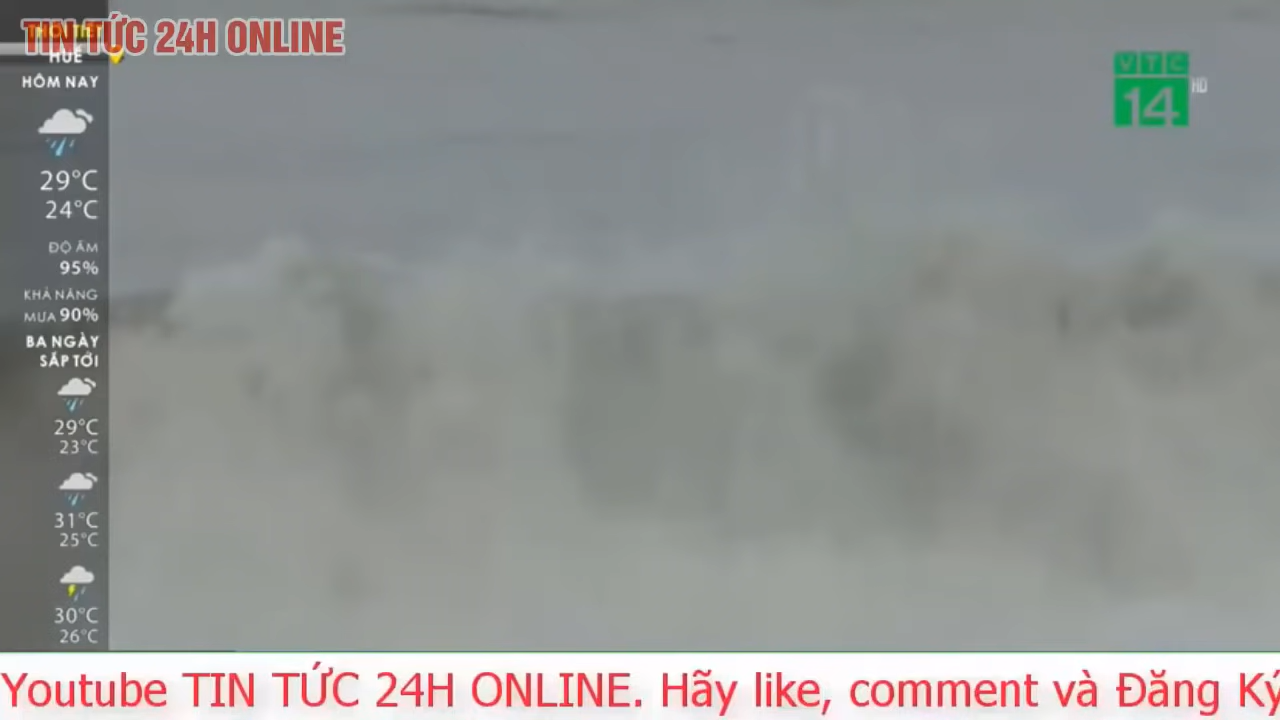 TIN TỨC 24H ONLINE
THỜI TIẾT
HUẾ
HÔM NAY
29°C
24°C
ĐỘ ẨM
95%
KHẢ NĂNG
MƯA 90%
BA NGÀY
SẮP TỚI
29°C
23°C
31°C
25°C
30°C
26°C
VTC
14
HD
Youtube TIN TỨC 24H ONLINE. Hãy like, comment và Đăng Ký